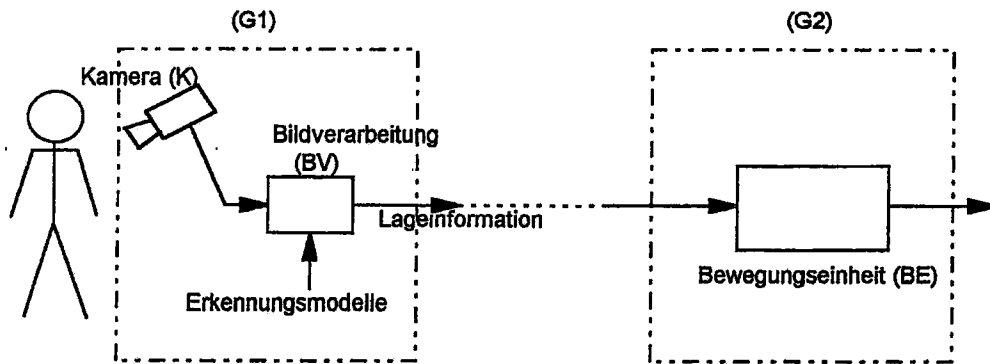 (G1)
(G2)
Kamera (K)
Bildverarbeitung
(BV)
Lageinformation
Erkennungsmodelle
Bewegungseinheit (BE)